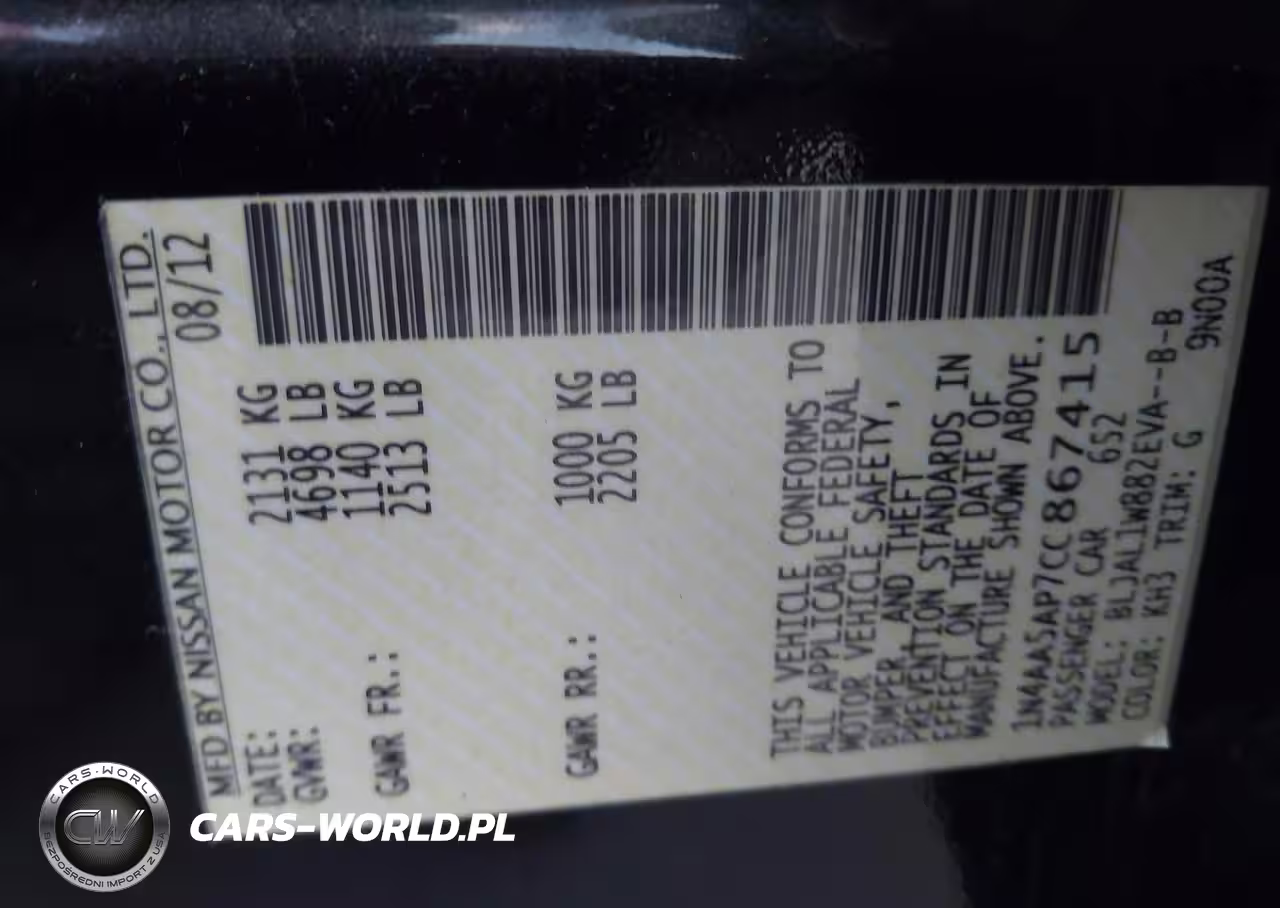 MFD BY NISSAN MOTOR CO., LTD.
DATE: 08/12
GVWR: 2131 KG
4698 LB
GAWR FR.: 1140 KG
2513 LB
GAWR RR.: 1000 KG
2205 LB
THIS VEHICLE CONFORMS TO
ALL APPLICABLE FEDERAL
MOTOR VEHICLE SAFETY,
BUMPER, AND THEFT
PREVENTION STANDARDS IN
EFFECT ON THE DATE OF
MANUFACTURE SHOWN ABOVE.
1N4AA5AP7CC867415
PASSENGER CAR 6S2
MODEL: BLJALIW882EVA--B-B
COLOR: KH3 TRIM: G 9N00A
CARS-WORLD.
CW
BEZPOŚREDNI IMPORT Z USA
CARS-WORLD.PL